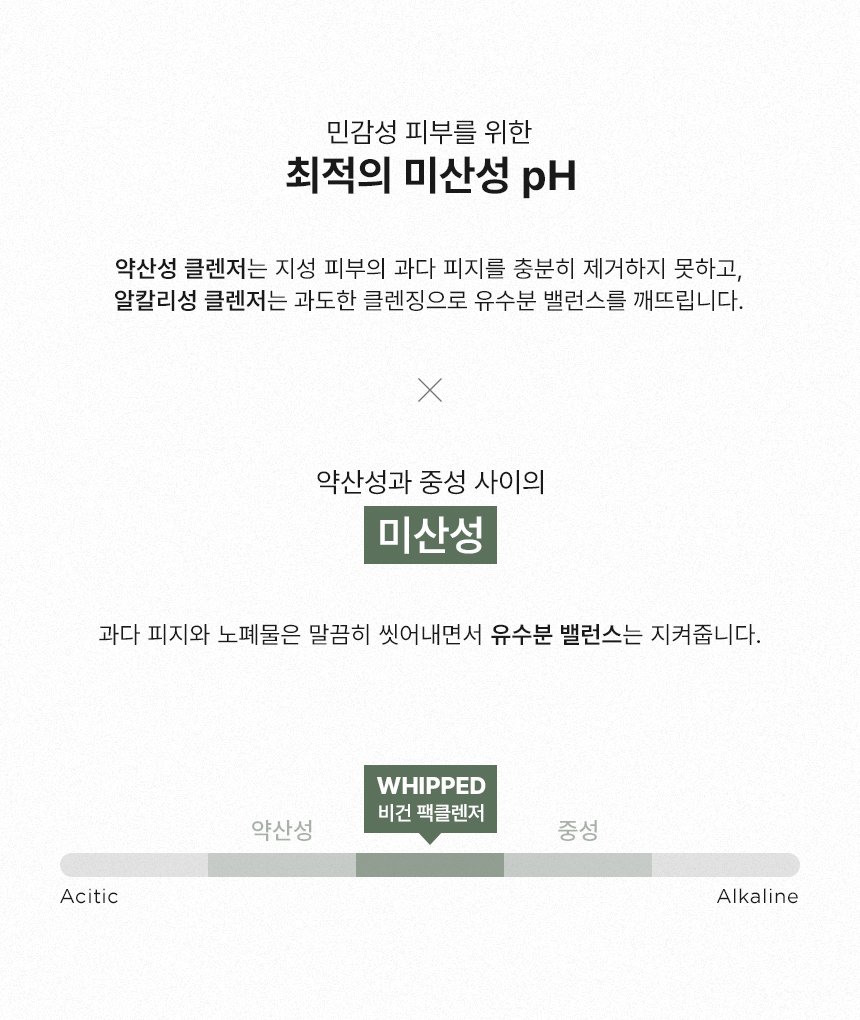 민감성 피부를 위한
최적의 미산성 pH
약산성 클렌저는 지성 피부의 과다 피지를 충분히 제거하지 못하고,
알칼리성 클렌저는 과도한 클렌징으로 유수분 밸런스를 깨뜨립니다.
약산성과 중성 사이의
미산성
과다 피지와 노폐물은 말끔히 씻어내면서 유수분 밸런스는 지켜줍니다.
WHIPPED
비건 팩클렌저
약산성 중성
Acitic Alkaline